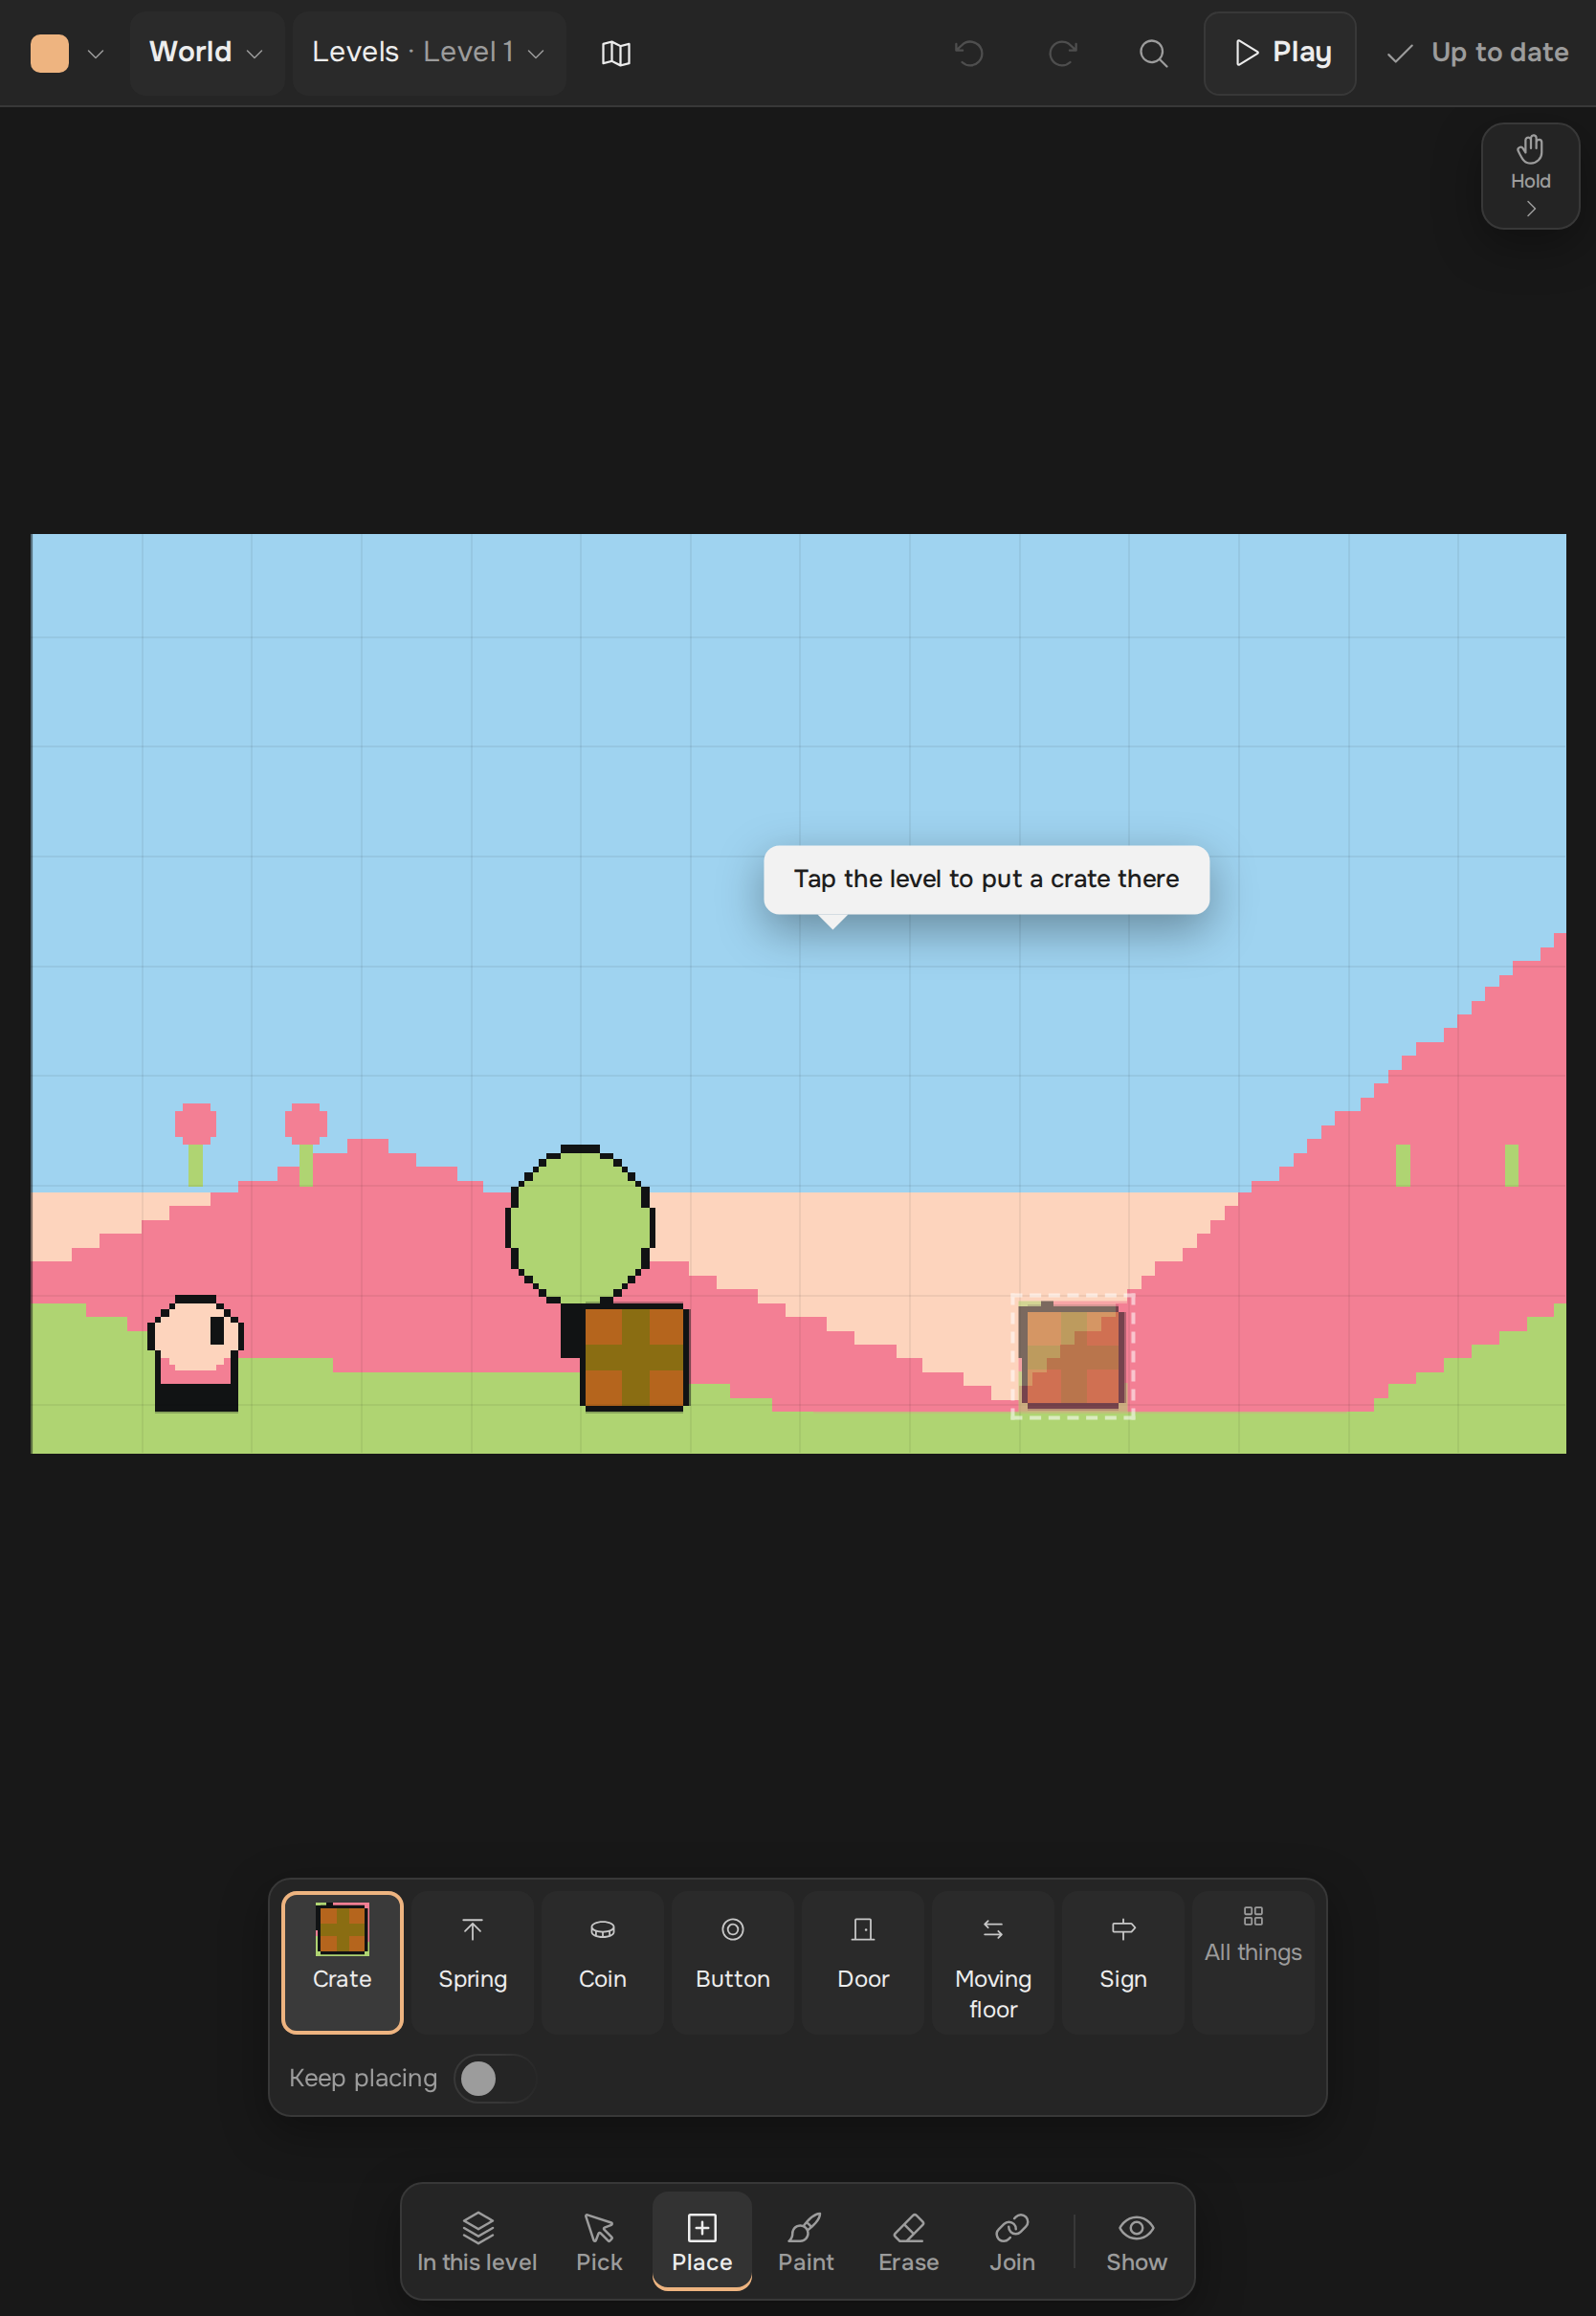 World
Levels · Level 1
Play
Up to date
Hold
Tap the level to put a crate there
Crate
Spring
Coin
Button
Door
Moving
floor
Sign
All things
Keep placing
In this level
Pick
Place
Paint
Erase
Join
Show